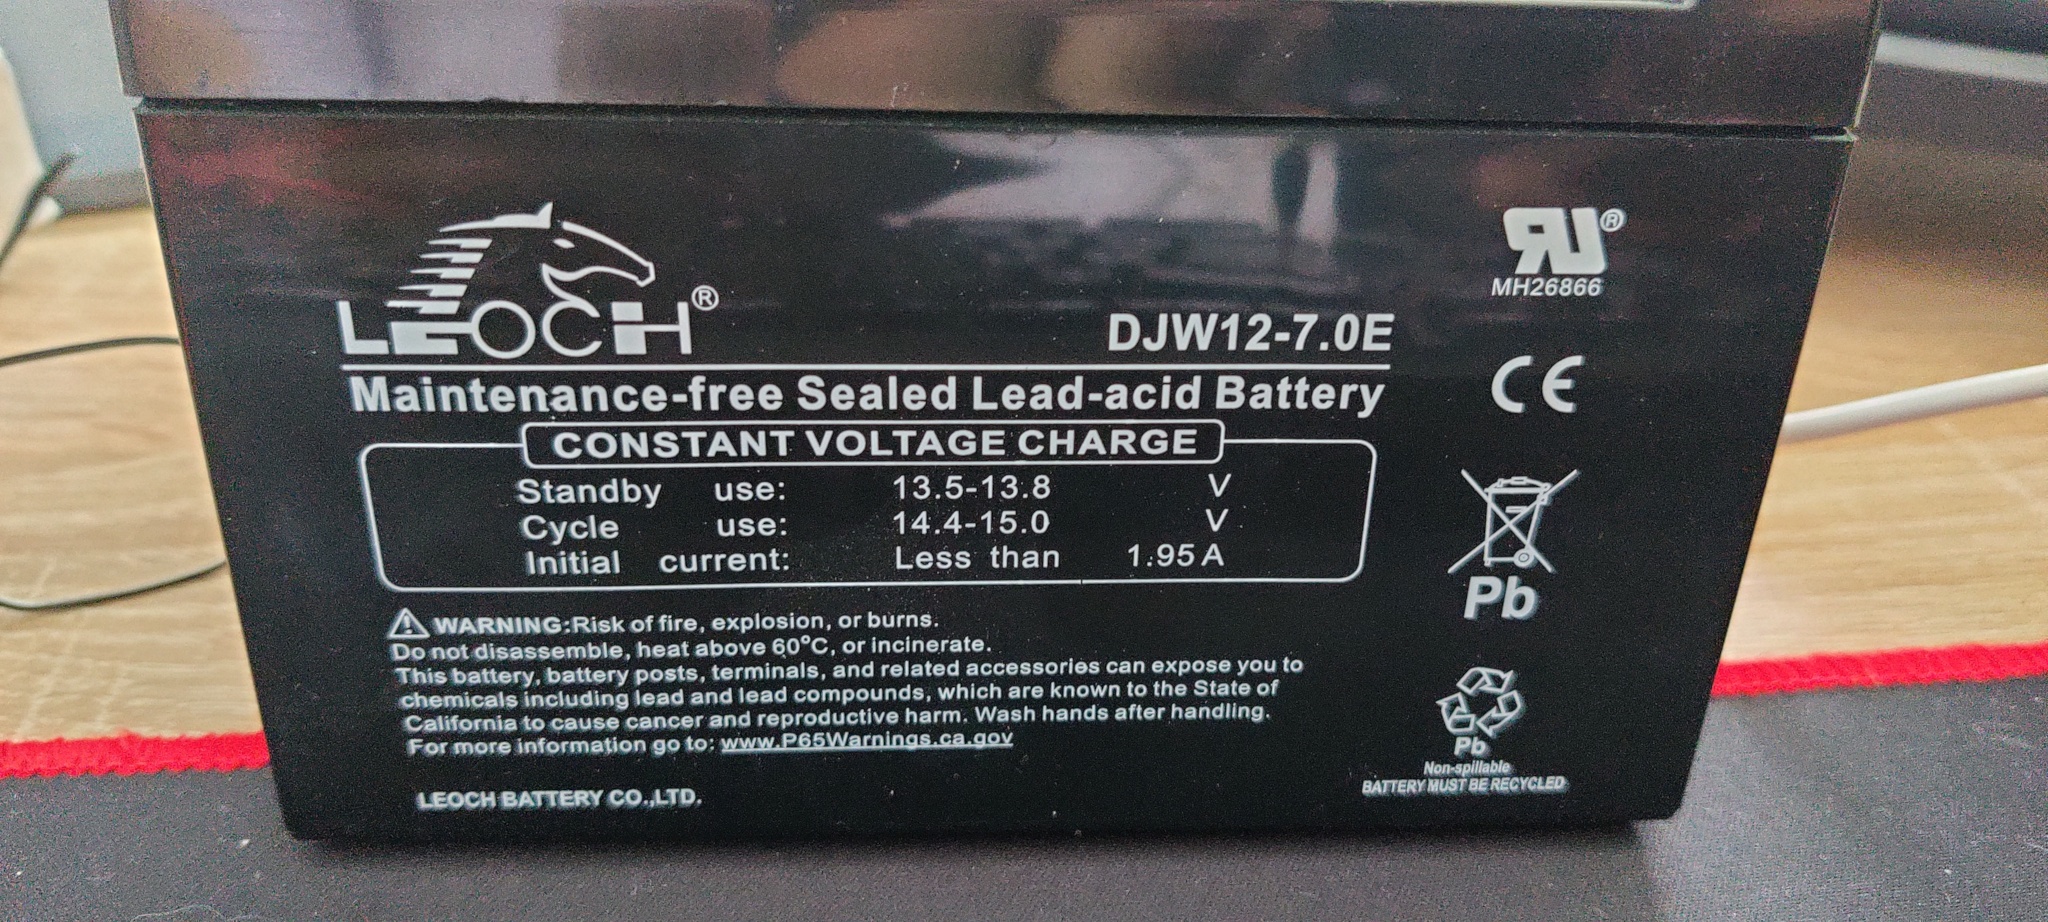 LEOCH®
DJW12-7.0E
Maintenance-free Sealed Lead-acid Battery
CONSTANT VOLTAGE CHARGE
Standby use: 13.5-13.8 V
Cycle use: 14.4-15.0 V
Initial current: Less than 1.95 A
WARNING:Risk of fire, explosion, or burns.
Do not disassemble, heat above 60°C, or incinerate.
This battery, battery posts, terminals, and related accessories can expose you to
chemicals including lead and lead compounds, which are known to the State of
California to cause cancer and reproductive harm. Wash hands after handling.
For more information go to: www.P65Warnings.ca.gov
LEOCH BATTERY CO.,LTD.
RU®
MH26866
CE
Pb
Pb
Non-spillable
BATTERY MUST BE RECYCLED